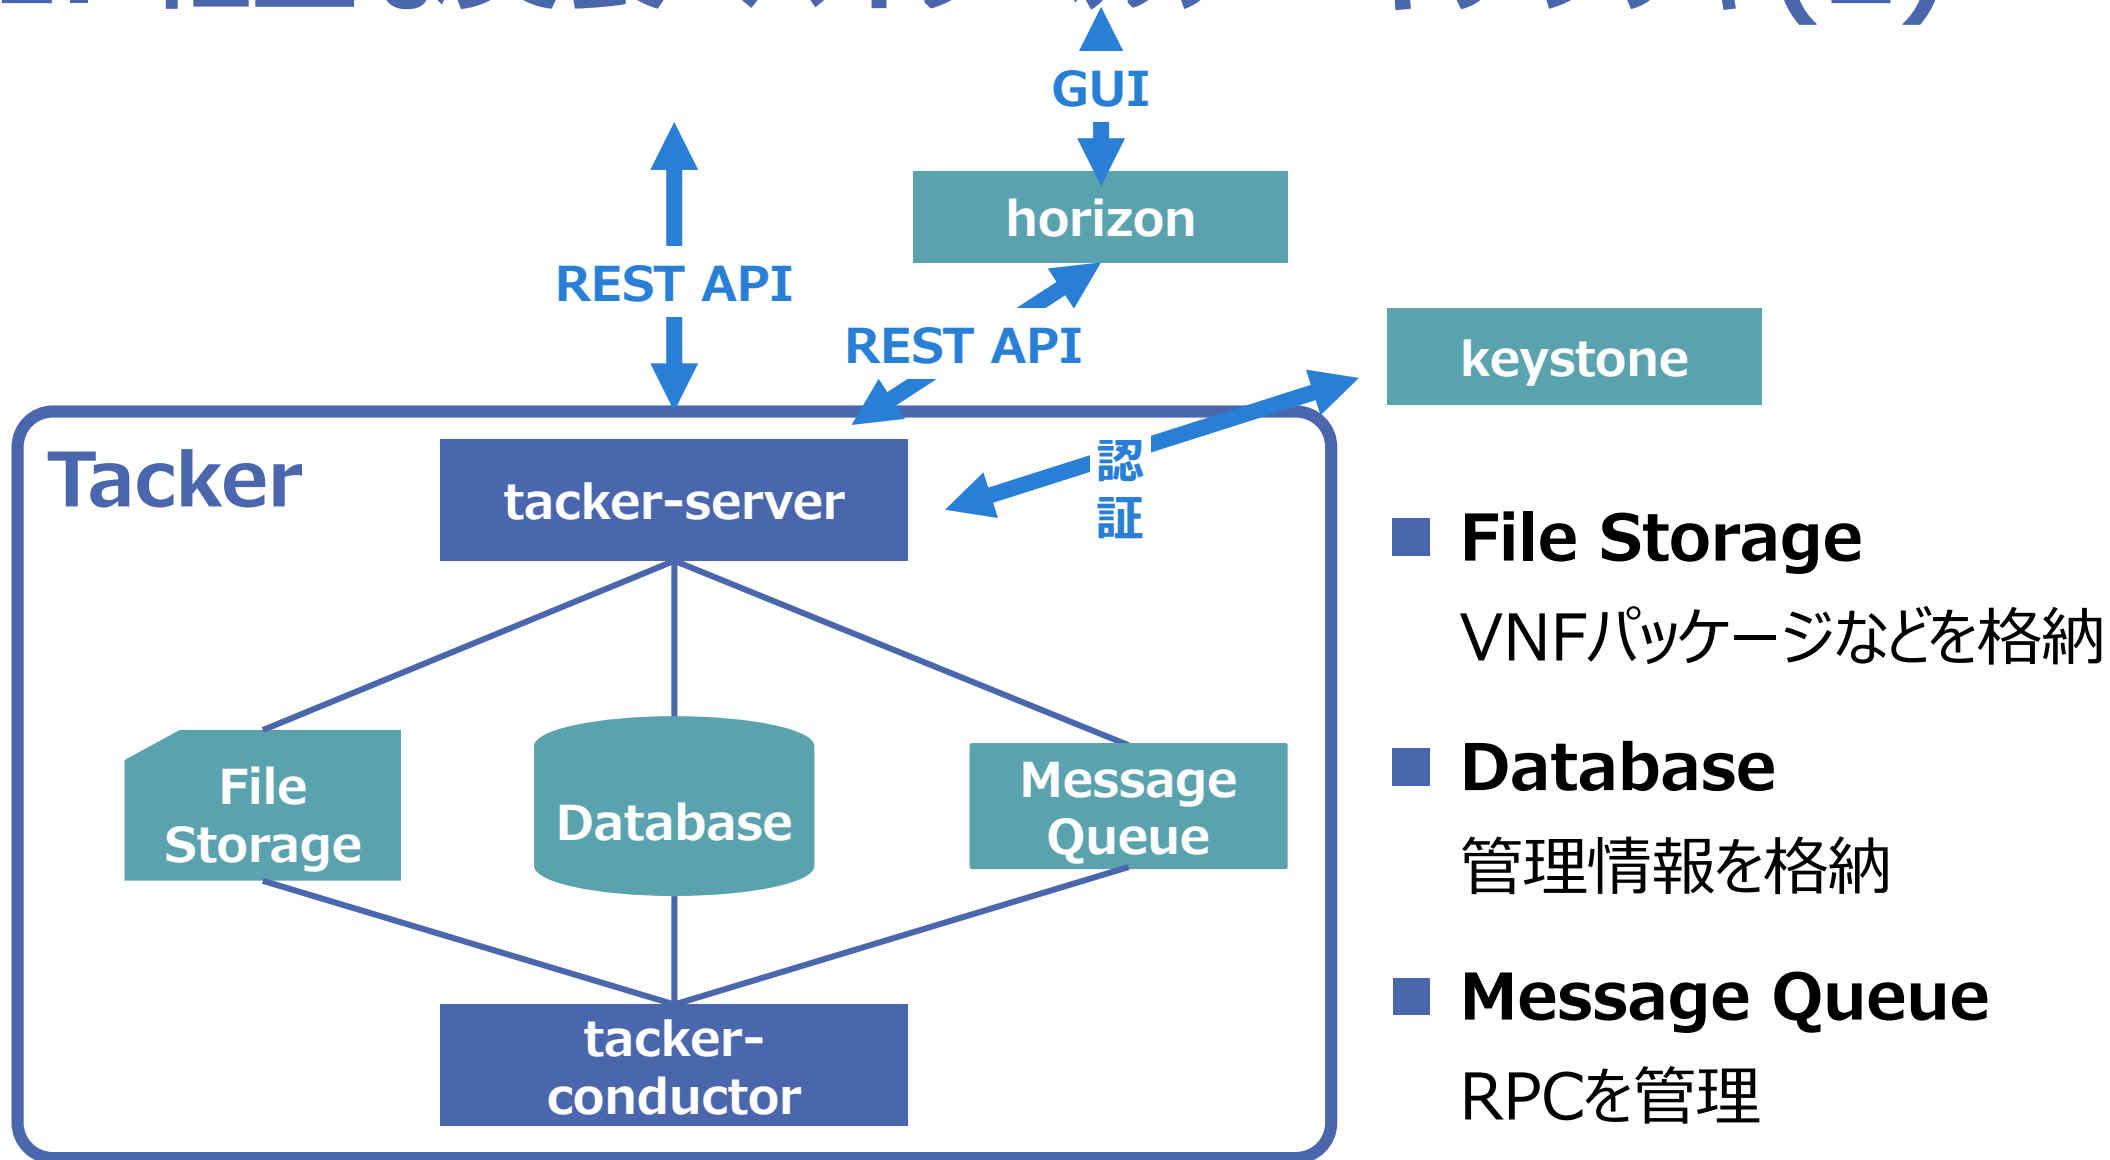 GUI
horizon
REST API
REST API
keystone
Tacker
tacker-server
認
証
File
Storage
Database
Message
Queue
tacker-
conductor
File Storage
VNFパッケージなどを格納
Database
管理情報を格納
Message Queue
RPCを管理